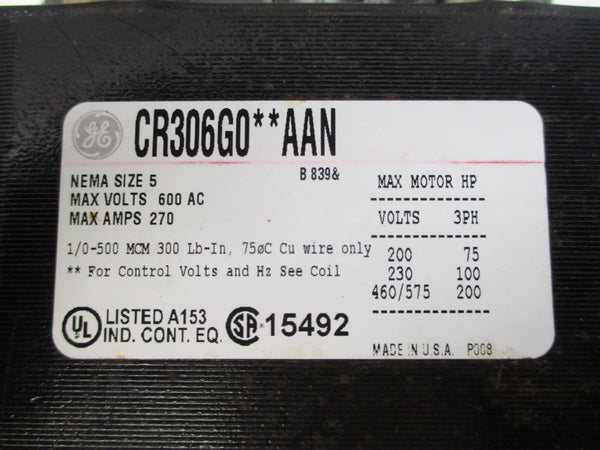 GE
CR306G0**AAN
B 839&
NEMA SIZE 5
MAX VOLTS 600 AC
MAX AMPS 270
1/0-500 MCM 300 Lb-In, 75øC Cu wire only
** For Control Volts and Hz See Coil
MAX MOTOR HP
VOLTS 3PH
200 75
230 100
460/575 200
UL LISTED A153
IND. CONT. EQ.
SA 15492
MADE IN U.S.A. P008